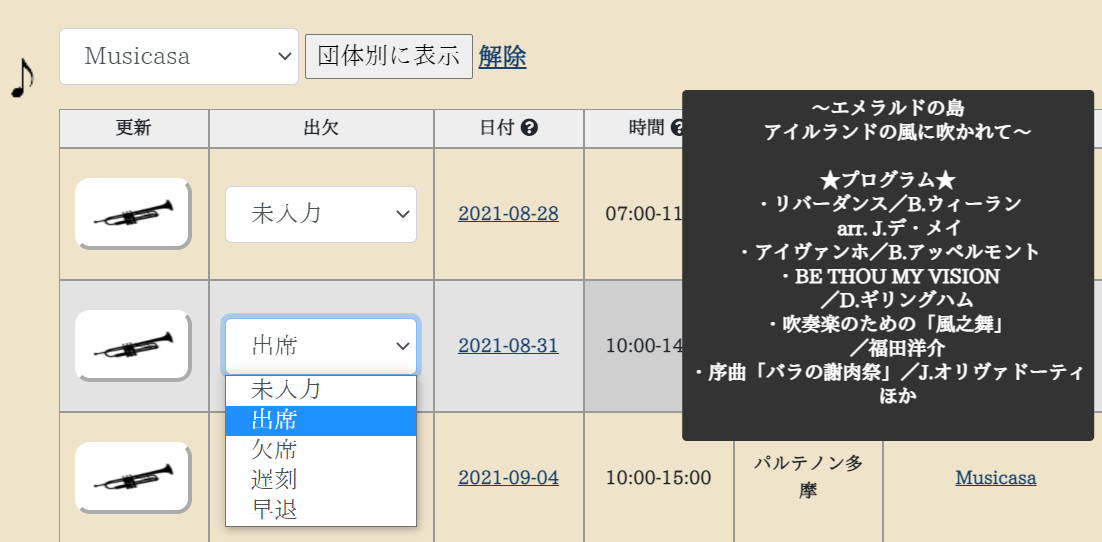 Musicasa
団体別に表示
解除
更新
出欠
日付
時間
未入力
2021-08-28
07:00-11
出席
2021-08-31
10:00-14
未入力
出席
欠席
遅刻
早退
2021-09-04
10:00-15:00
パルテノン多
摩
Musicasa
～エメラルドの島
アイルランドの風に吹かれて～
★プログラム★
・リバーダンス／B.ウィーラン
arr. J.デ・メイ
・アイヴァンホ／B.アッペルモント
・BE THOU MY VISION
／D.ギリングハム
・吹奏楽のための「風之舞」
／福田洋介
・序曲「バラの謝肉祭」／J.オリヴァドーティ
ほか